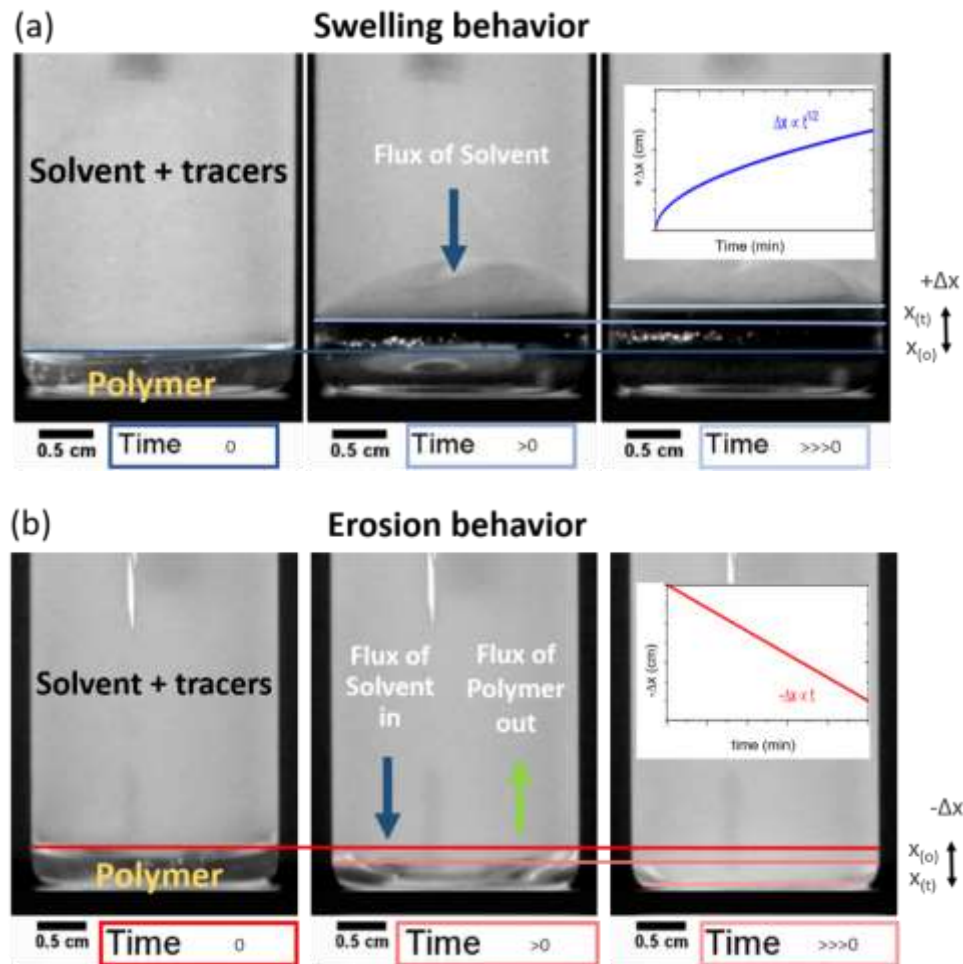 (a)
Swelling behavior
Solvent + tracers
Polymer
Flux of Solvent
Δx ∝ t^1/2
+Δx (cm)
Time (min)
+Δx
x(t)
x(o)
0.5 cm
Time 0
0.5 cm
Time >0
0.5 cm
Time >>>0
(b)
Erosion behavior
Solvent + tracers
Polymer
Flux of
Solvent
in
Flux of
Polymer
out
-Δx ∝ t
-Δx (cm)
time (min)
-Δx
x(o)
x(t)
0.5 cm
Time 0
0.5 cm
Time >0
0.5 cm
Time >>>0